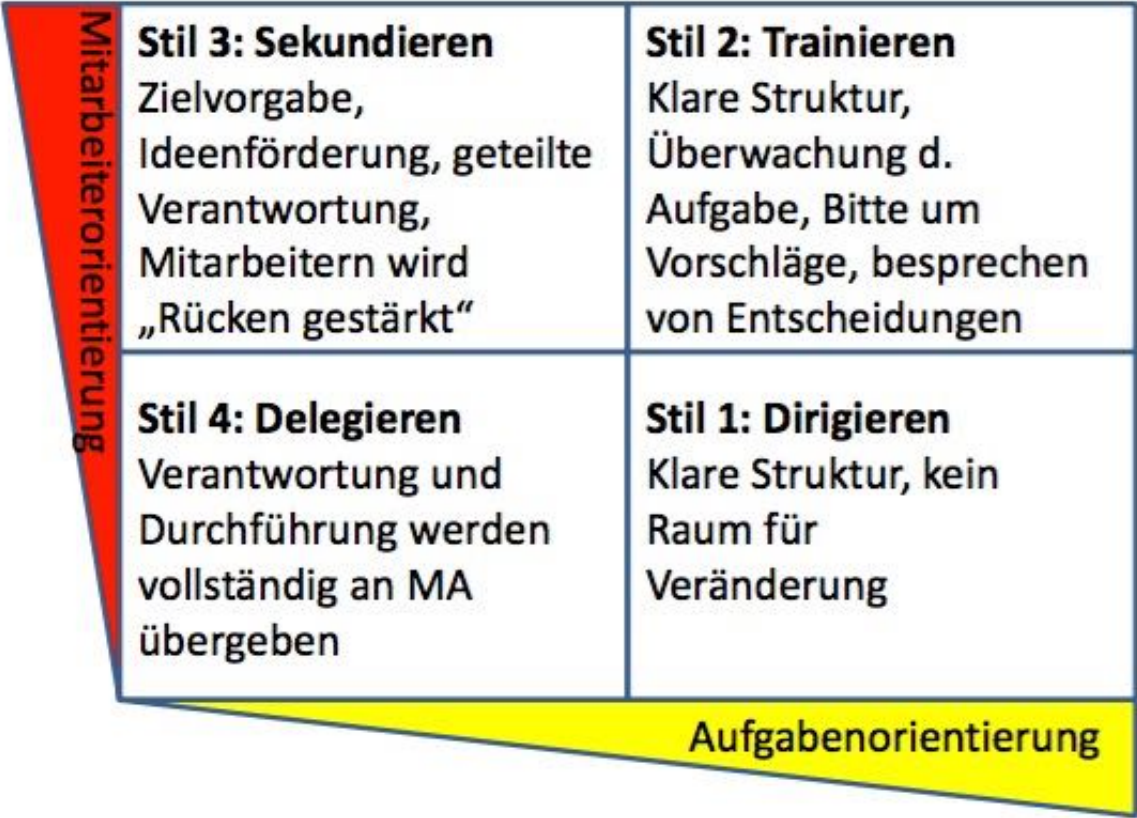 Mitarbeiterorientierung
Stil 3: Sekundieren
Zielvorgabe,
Ideenförderung, geteilte
Verantwortung,
Mitarbeitern wird
„Rücken gestärkt“
Stil 2: Trainieren
Klare Struktur,
Überwachung d.
Aufgabe, Bitte um
Vorschläge, besprechen
von Entscheidungen
Stil 4: Delegieren
Verantwortung und
Durchführung werden
vollständig an MA
übergeben
Stil 1: Dirigieren
Klare Struktur, kein
Raum für
Veränderung
Aufgabenorientierung